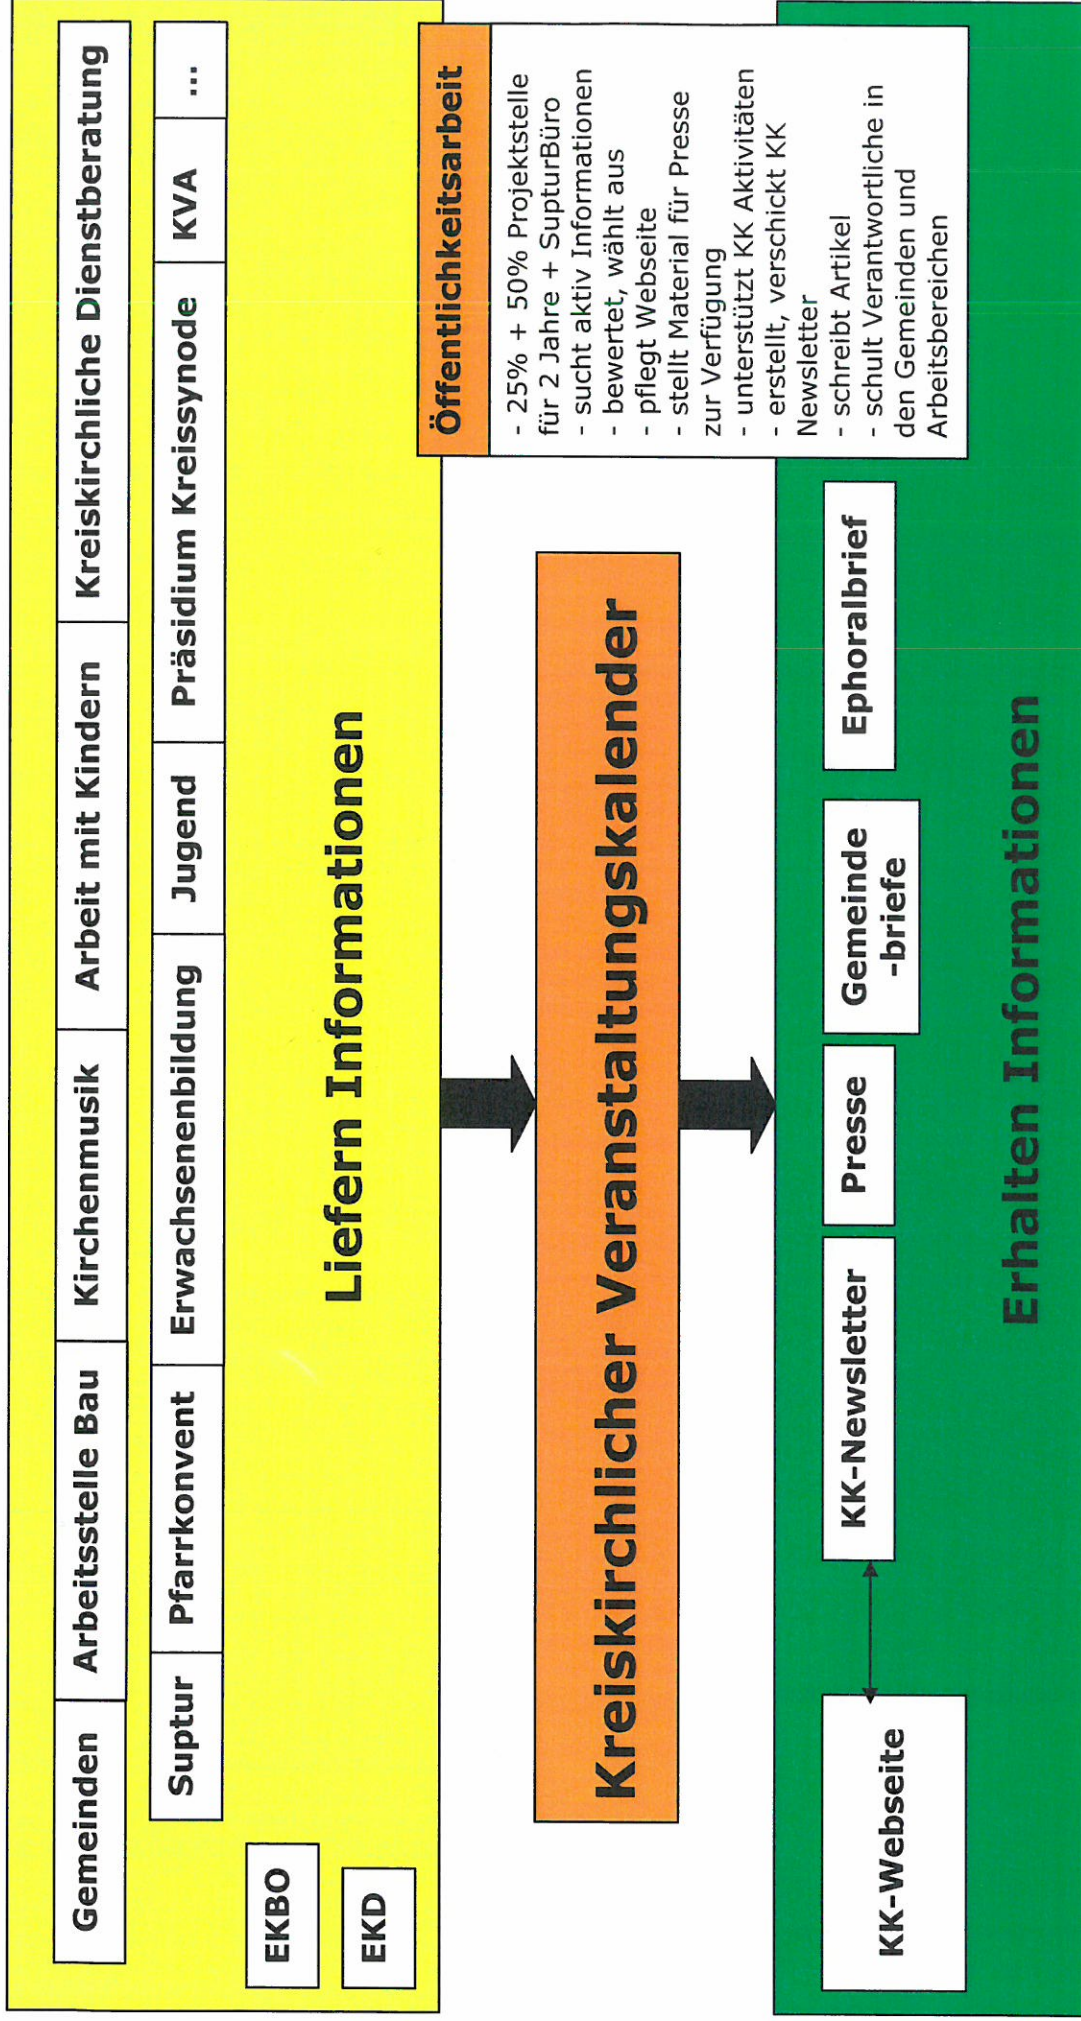 Gemeinden
Arbeitsstelle Bau
Kirchenmusik
Arbeit mit Kindern
Kreiskirchliche Dienstberatung
Suptur
Pfarrkonvent
Erwachsenenbildung
Jugend
Präsidium Kreissynode
KVA
...
EKBO
EKD
Liefern Informationen
Öffentlichkeitsarbeit
- 25% + 50% Projektstelle
für 2 Jahre + SupturBüro
- sucht aktiv Informationen
- bewertet, wählt aus
- pflegt Webseite
- stellt Material für Presse
zur Verfügung
- unterstützt KK Aktivitäten
- erstellt, verschickt KK
Newsletter
- schreibt Artikel
- schult Verantwortliche in
den Gemeinden und
Arbeitsbereichen
Kreiskirchlicher Veranstaltungskalender
KK-Webseite
KK-Newsletter
Presse
Gemeinde
-briefe
Ephoralbrief
Erhalten Informationen